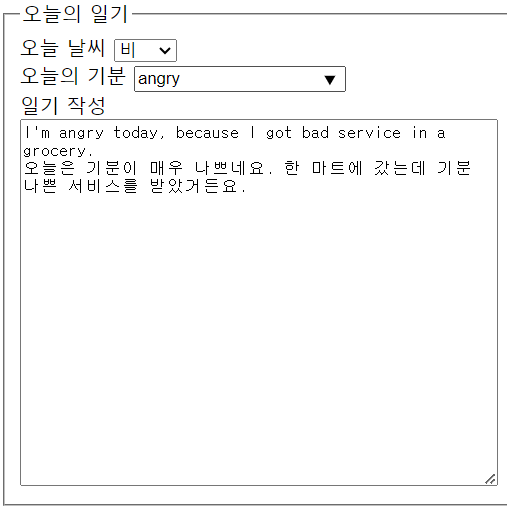 오늘의 일기
오늘 날씨 비
오늘의 기분 angry
일기 작성
I'm angry today, because I got bad service in a
grocery.
오늘은 기분이 매우 나쁘네요. 한 마트에 갔는데 기분
나쁜 서비스를 받았거든요.